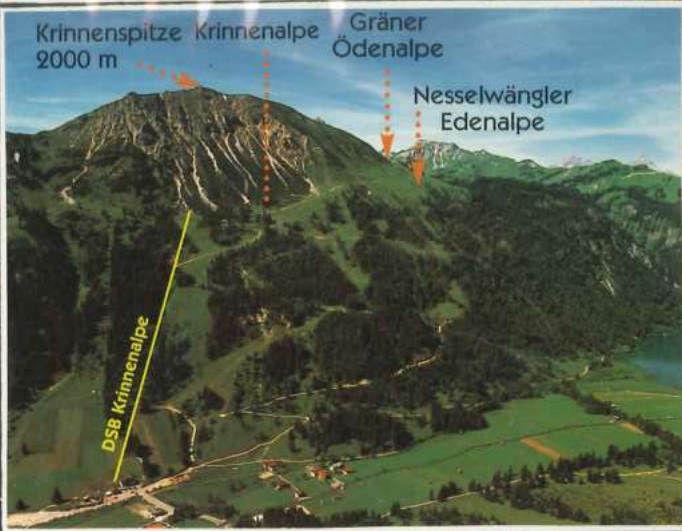 Krinnenspitze
2000 m
Krinnenalpe
Gräner
Ödenalpe
Nesselwängler
Edenalpe
DSB Krinnenalpe